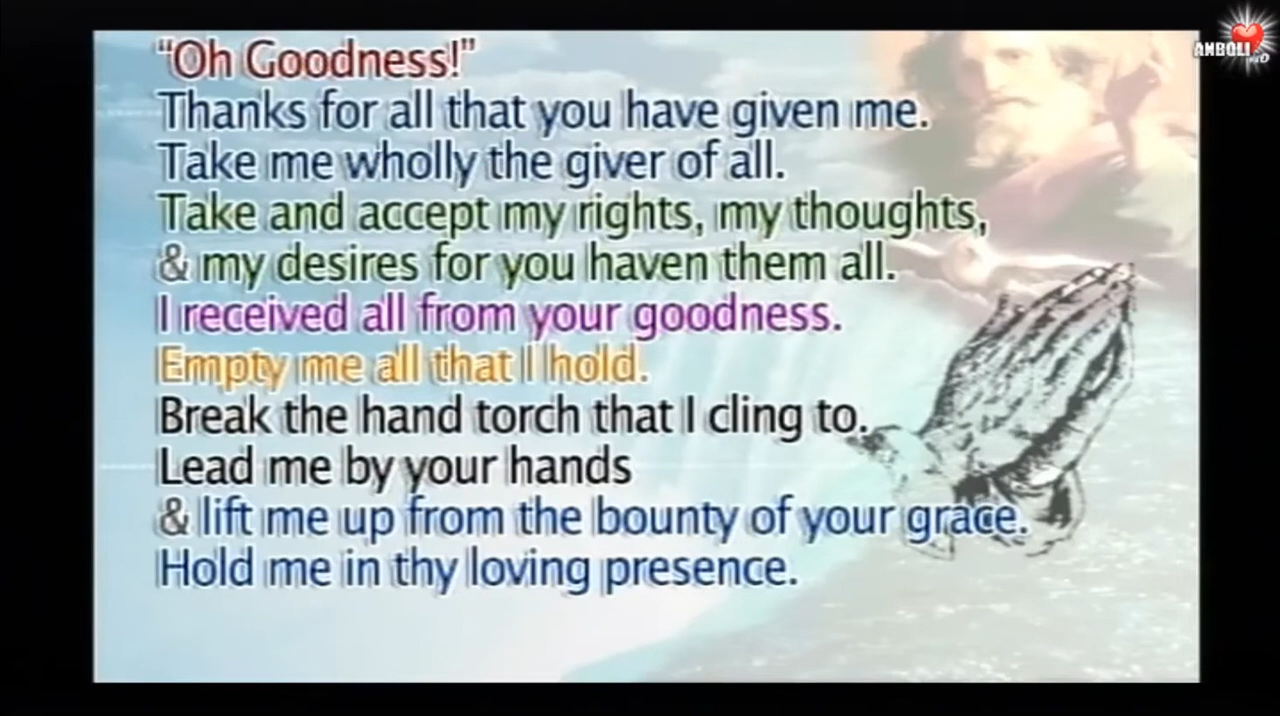 “Oh Goodness!”
Thanks for all that you have given me.
Take me wholly the giver of all.
Take and accept my rights, my thoughts,
& my desires for you haven them all.
I received all from your goodness.
Empty me all that I hold.
Break the hand torch that I cling to.
Lead me by your hands
& lift me up from the bounty of your grace.
Hold me in thy loving presence.
ANBOLI
HD